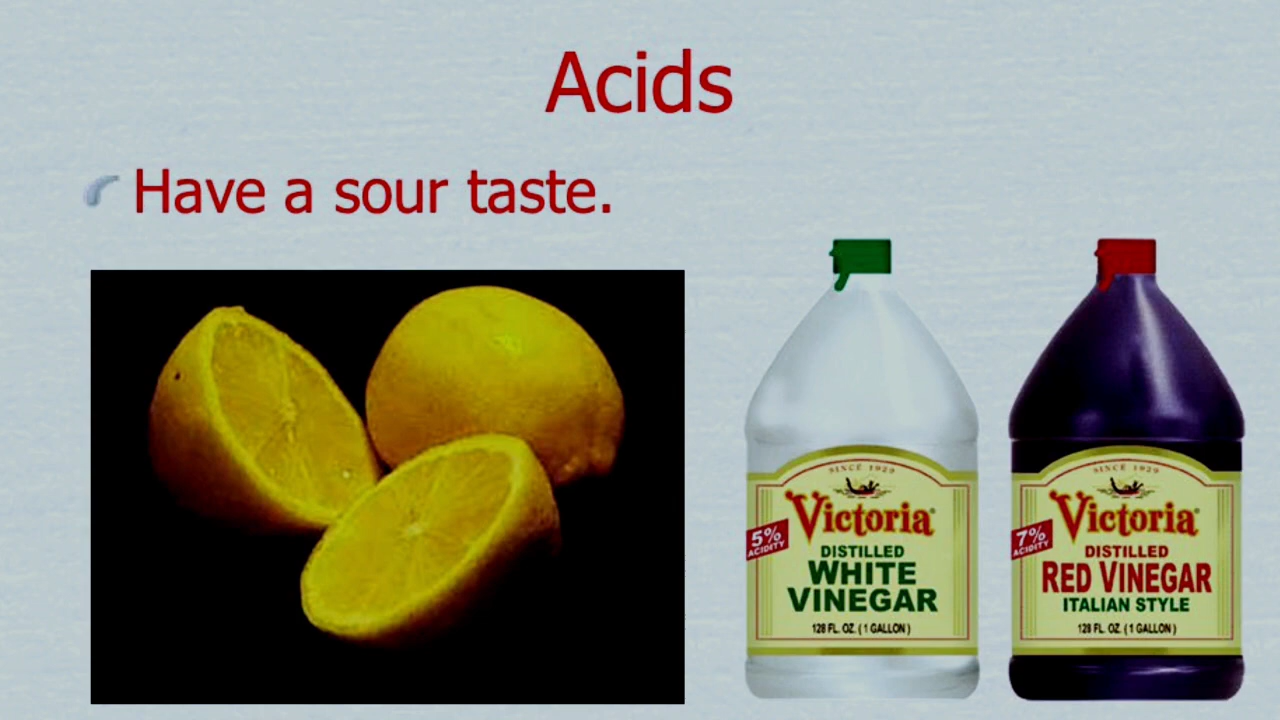 Acids
Have a sour taste.
SINCE 1929
Victoria
5%
ACIDITY
DISTILLED
WHITE
VINEGAR
128 FL. OZ. ( 1 GALLON )
SINCE 1929
Victoria
7%
ACIDITY
DISTILLED
RED VINEGAR
ITALIAN STYLE
128 FL. OZ. ( 1 GALLON )